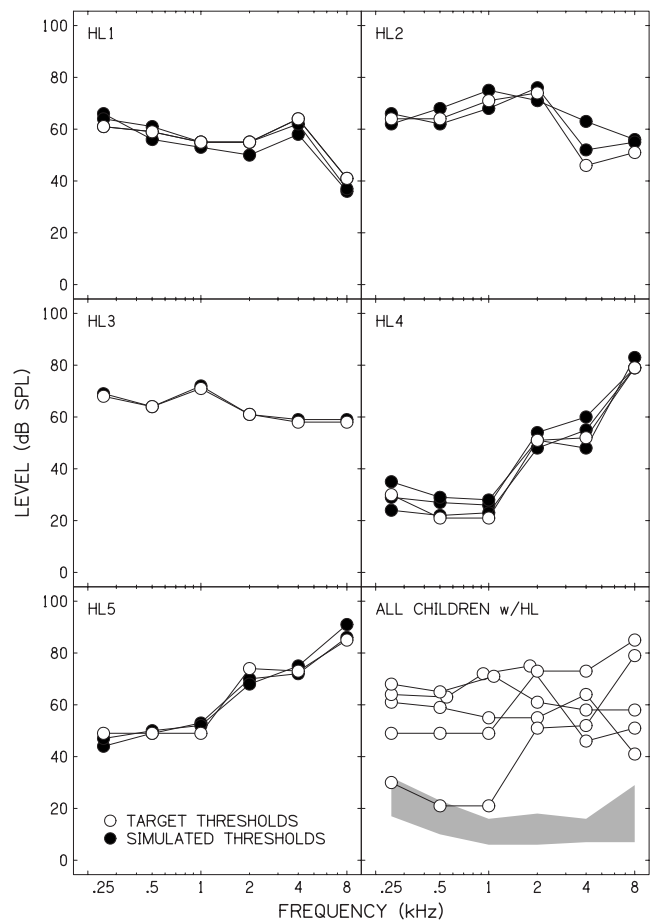 HL1
HL2
100
80
60
40
20
0
HL3
HL4
LEVEL (dB SPL)
100
80
60
40
20
0
HL5
ALL CHILDREN w/HL
100
80
60
40
20
0
TARGET THRESHOLDS
SIMULATED THRESHOLDS
.25 .5 1 2 4 8
.25 .5 1 2 4 8
FREQUENCY (kHz)